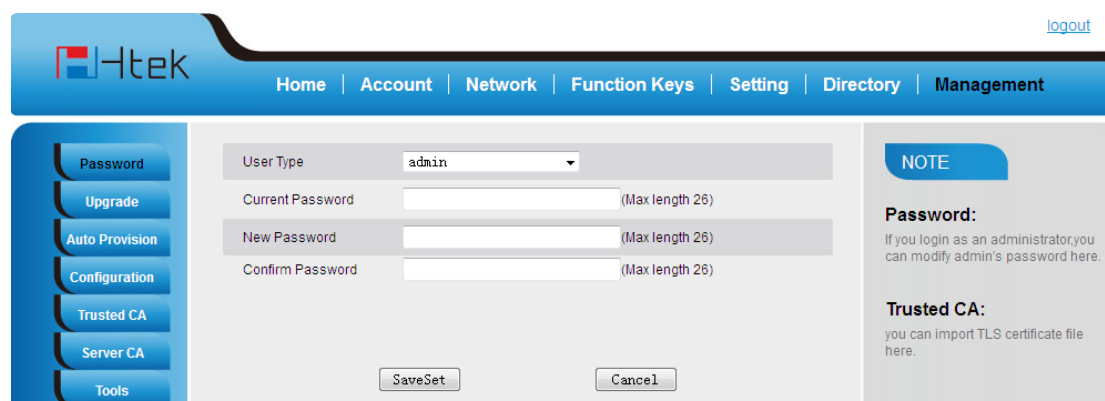 logout
Htek
Home | Account | Network | Function Keys | Setting | Directory | Management
Password
Upgrade
Auto Provision
Configuration
Trusted CA
Server CA
Tools
User Type admin
Current Password (Max length 26)
New Password (Max length 26)
Confirm Password (Max length 26)
SaveSet Cancel
NOTE
Password:
If you login as an administrator,you
can modify admin's password here.
Trusted CA:
you can import TLS certificate file
here.